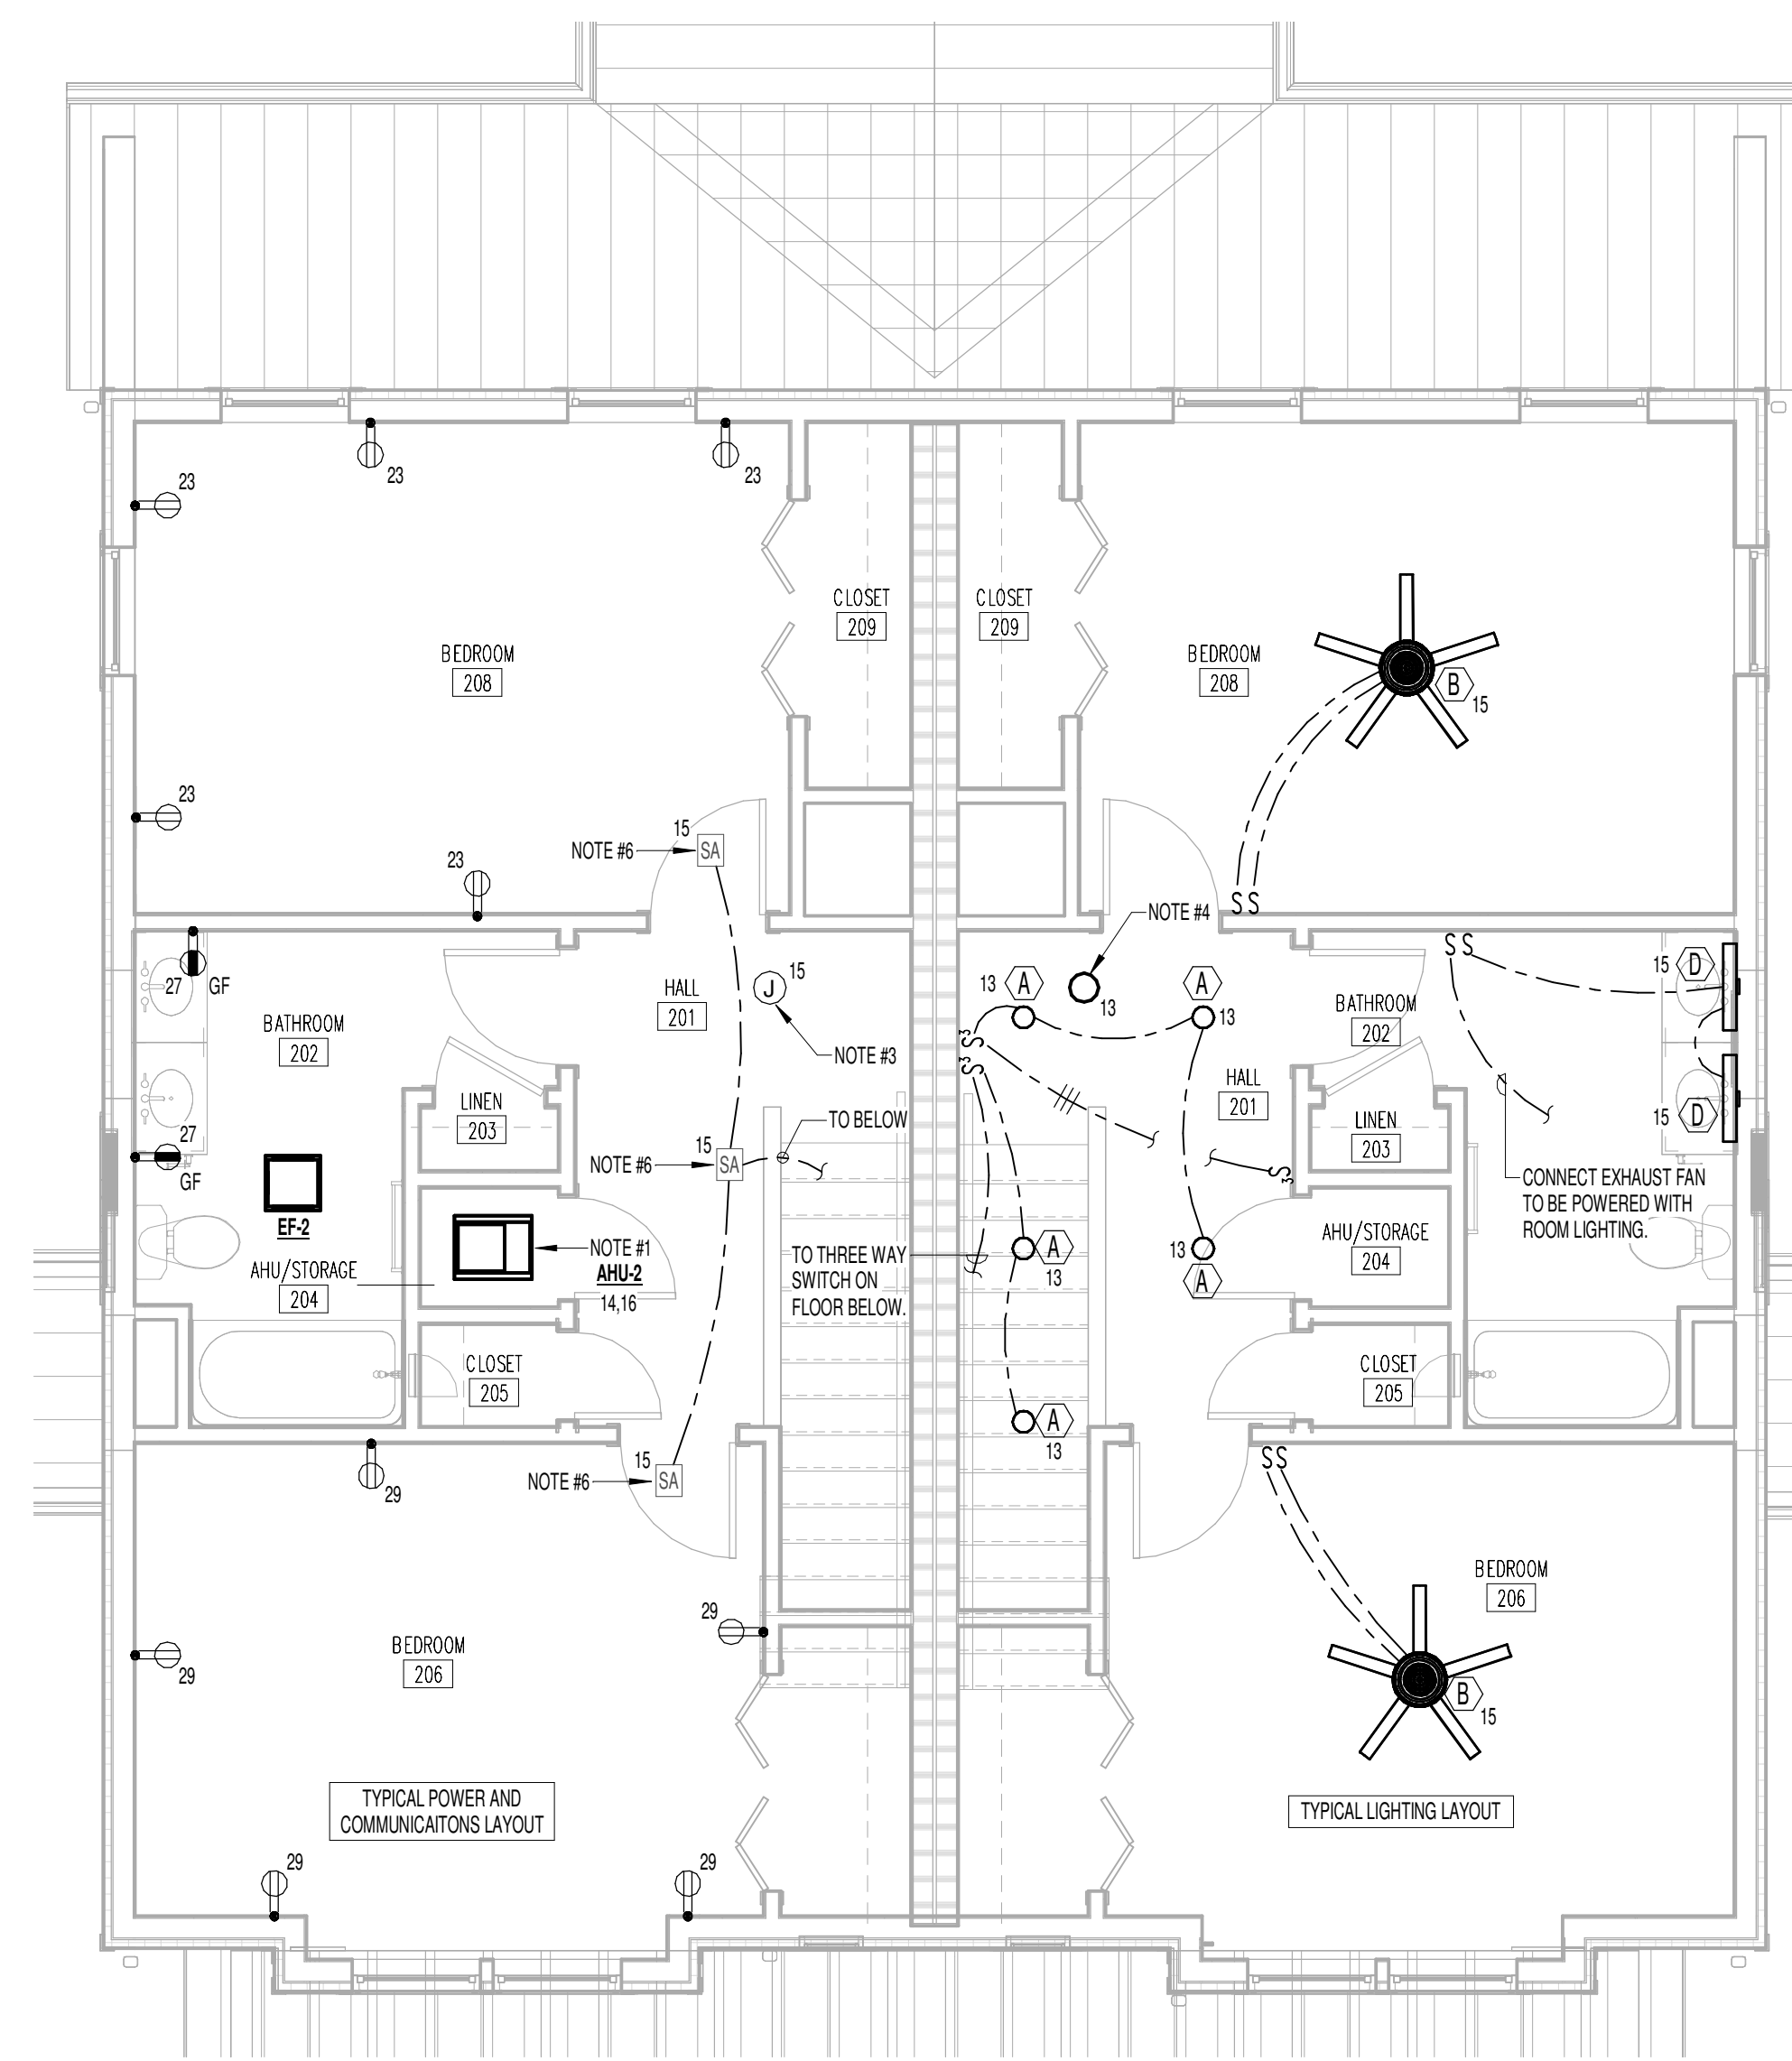 23
23
23
CLOSET
209
CLOSET
209
BEDROOM
208
BEDROOM
208
B
15
23
15
NOTE #6
SA
23
S S
NOTE #4
S S
27
GF
BATHROOM
202
HALL
201
J
15
NOTE #3
13
A
13
A
13
S3
S3
BATHROOM
202
15
D
LINEN
203
TO BELOW
HALL
201
LINEN
203
15
D
27
GF
15
NOTE #6
SA
S3
CONNECT EXHAUST FAN
TO BE POWERED WITH
ROOM LIGHTING.
EF-2
NOTE #1
AHU-2
14,16
AHU/STORAGE
204
TO THREE WAY
SWITCH ON
FLOOR BELOW.
A
13
13
A
AHU/STORAGE
204
CLOSET
205
A
13
CLOSET
205
15
NOTE #6
SA
SS
29
29
29
BEDROOM
206
BEDROOM
206
B
15
TYPICAL POWER AND
COMMUNICAITONS LAYOUT
TYPICAL LIGHTING LAYOUT
29
29